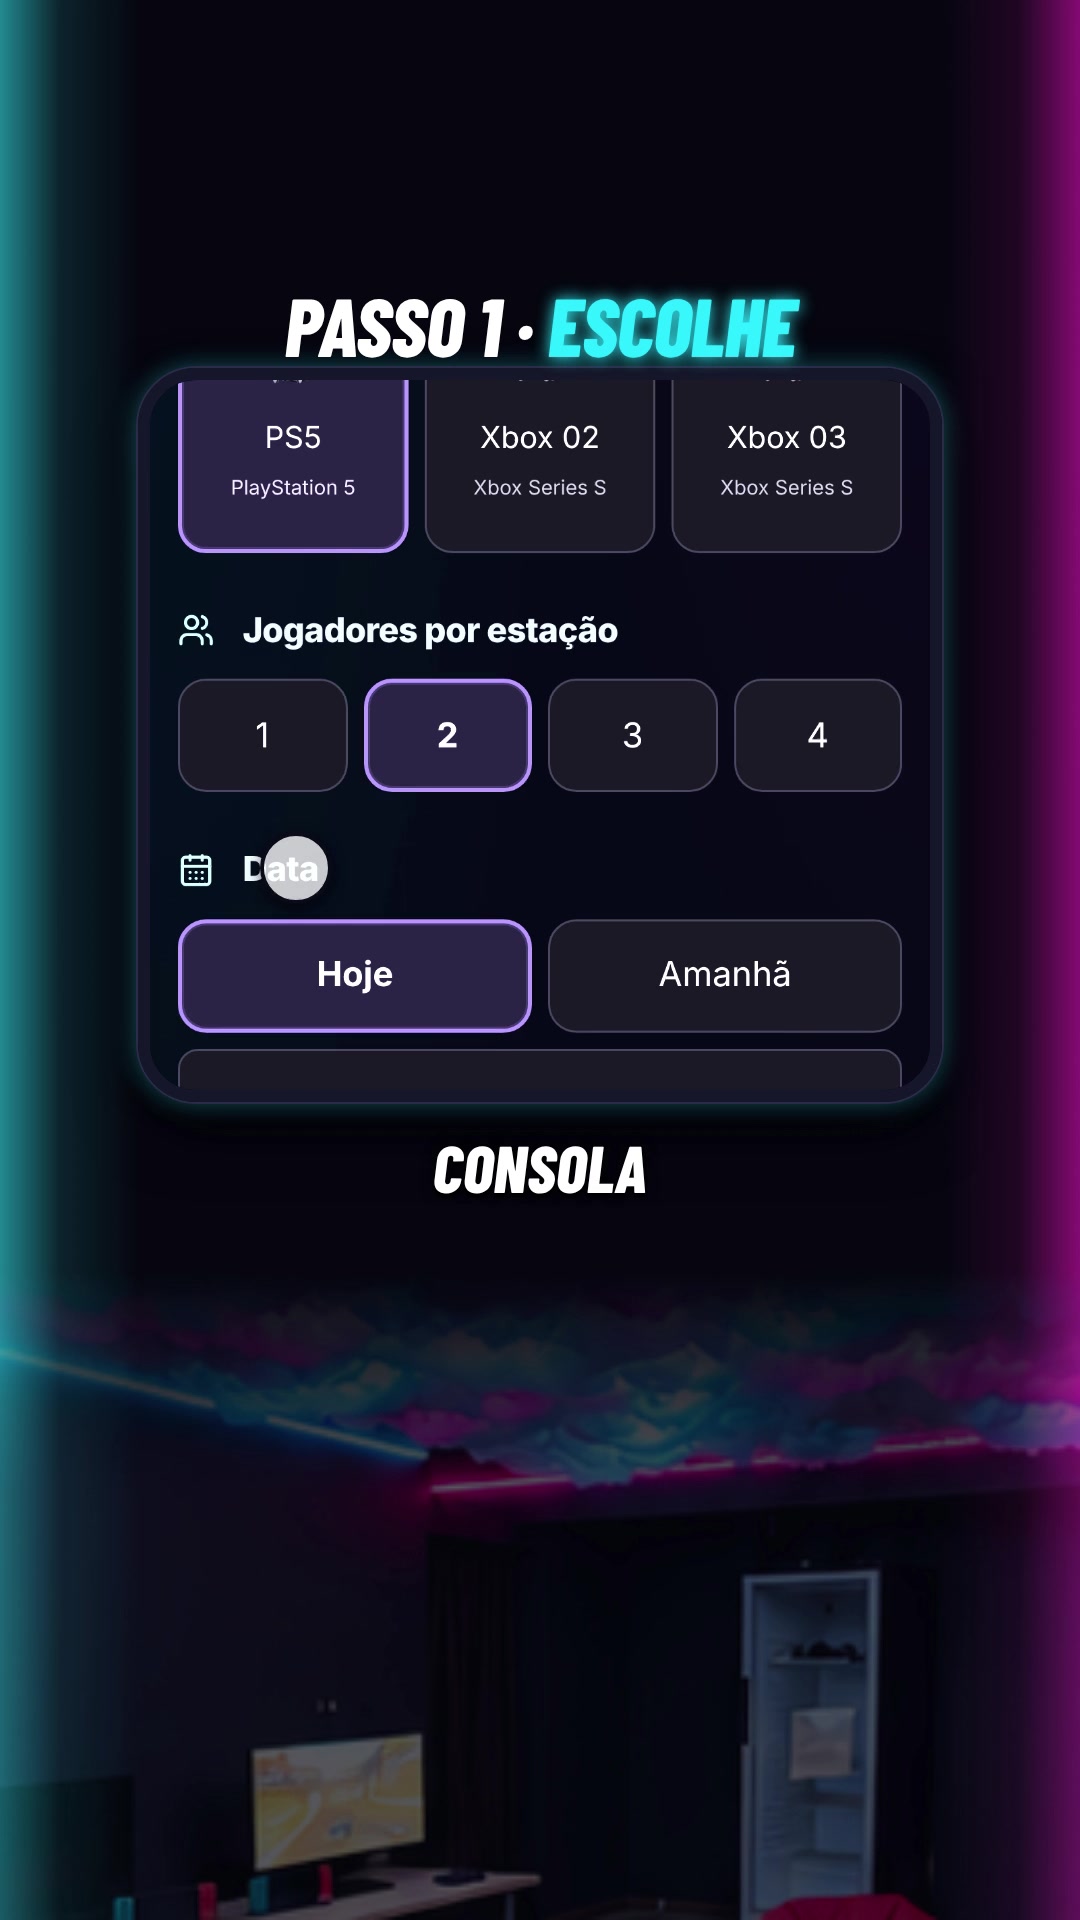 PASSO 1 · ESCOLHE
PS5
PlayStation 5
Xbox 02
Xbox Series S
Xbox 03
Xbox Series S
Jogadores por estação
1
2
3
4
Data
Hoje
Amanhã
CONSOLA